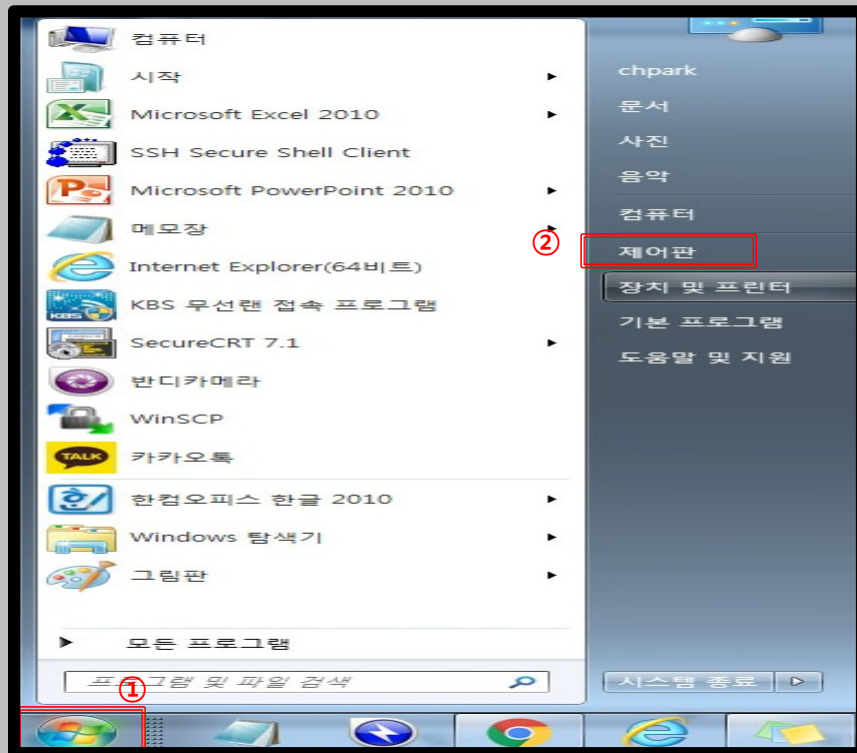 컴퓨터
시작
Microsoft Excel 2010
SSH Secure Shell Client
Microsoft PowerPoint 2010
메모장
Internet Explorer(64비트)
KBS 무선랜 접속 프로그램
SecureCRT 7.1
반디카메라
WinSCP
TALK
카카오톡
한컴오피스 한글 2010
Windows 탐색기
그림판
모든 프로그램
프로그램 및 파일 검색
①
chpark
문서
사진
음악
컴퓨터
②
제어판
장치 및 프린터
기본 프로그램
도움말 및 지원
시스템 종료